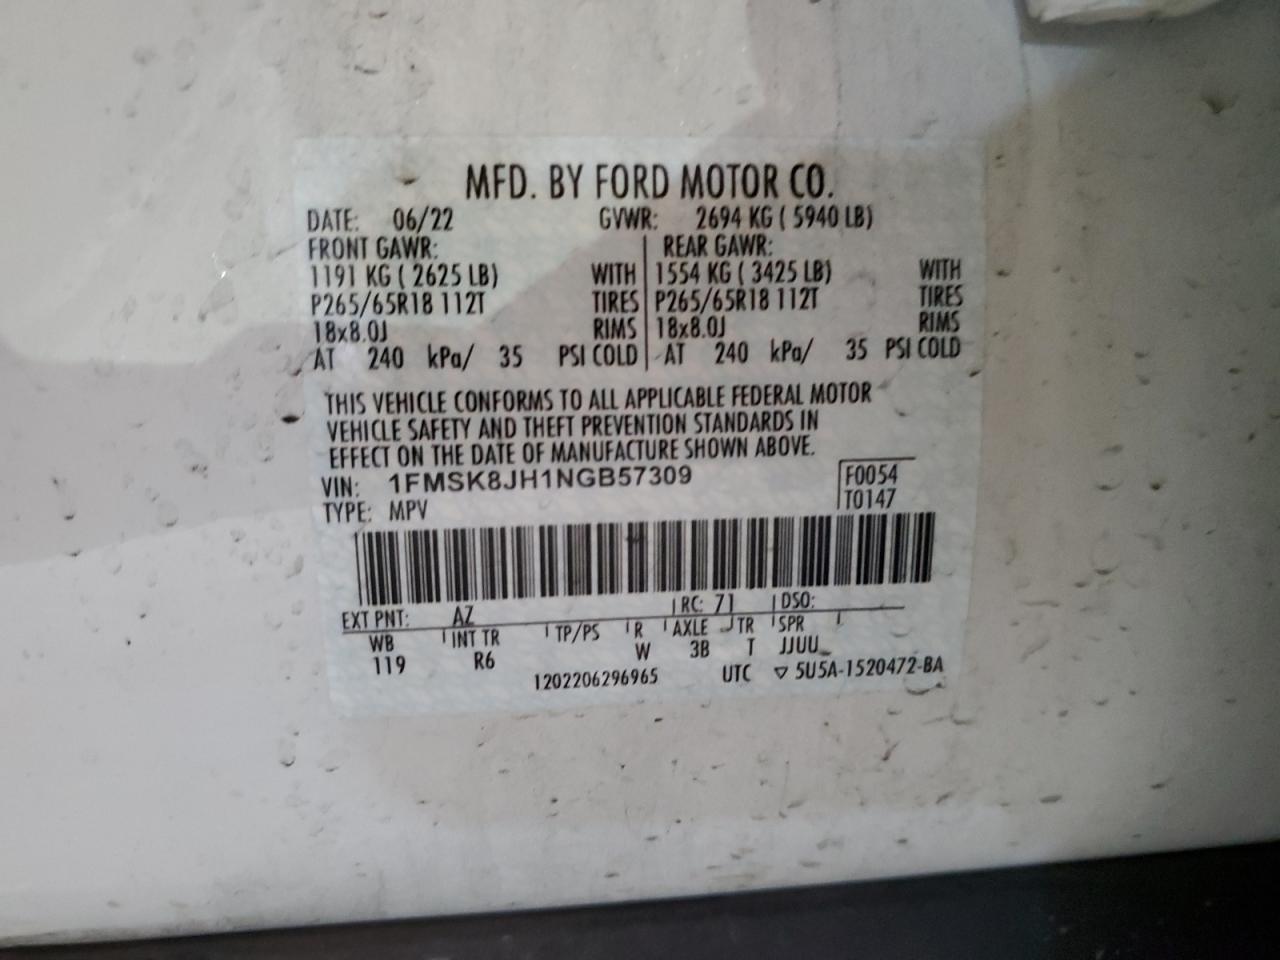 MFD. BY FORD MOTOR CO.
DATE: 06/22 GVWR: 2694 KG ( 5940 LB)
FRONT GAWR: REAR GAWR:
1191 KG ( 2625 LB) WITH 1554 KG ( 3425 LB) WITH
P265/65R18 112T TIRES P265/65R18 112T TIRES
18x8.0J RIMS 18x8.0J RIMS
AT 240 kPa/ 35 PSI COLD AT 240 kPa/ 35 PSI COLD
THIS VEHICLE CONFORMS TO ALL APPLICABLE FEDERAL MOTOR
VEHICLE SAFETY AND THEFT PREVENTION STANDARDS IN
EFFECT ON THE DATE OF MANUFACTURE SHOWN ABOVE.
VIN: 1FMSK8JH1NGB57309 F0054
TYPE: MPV T0147
EXT PNT: AZ RC: 71 DSO:
WB INT TR TP/PS R AXLE TR SPR
119 R6 W 3B T JJUU
1202206296965 UTC ▽ 5U5A-1520472-BA